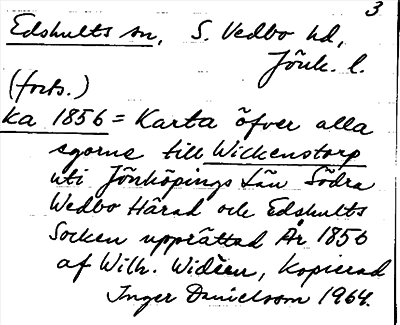 3
Edshults sn, S. Vedbo hd,
Jönk. l.
(forts.)
Ka 1856 = Karta öfver alla
egorne till Wickenstorp
uti Jönköpings Län Södra
Wedbo Härad och Edshults
Socken upprättad År 1856
af Wilh. Widéen, Kopierad
Inger Danielsson 1964.